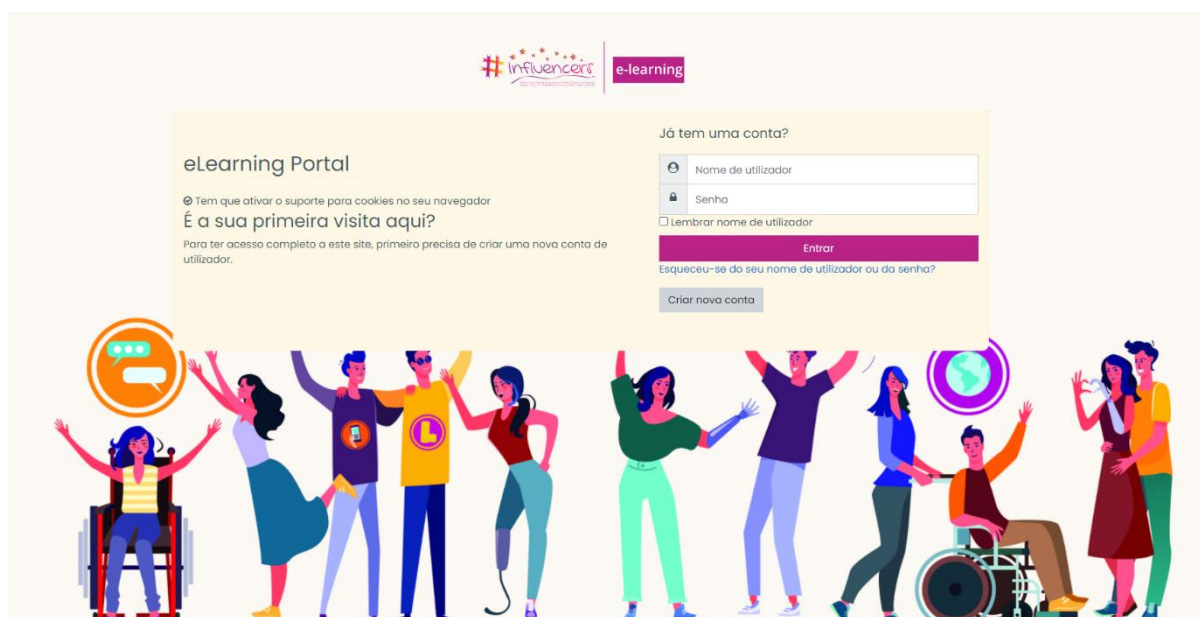 #influencers
e-learning
eLearning Portal
Tem que ativar o suporte para cookies no seu navegador
É a sua primeira visita aqui?
Para ter acesso completo a este site, primeiro precisa de criar uma nova conta de
utilizador.
Já tem uma conta?
Nome de utilizador
Senha
Lembrar nome de utilizador
Entrar
Esqueceu-se do seu nome de utilizador ou da senha?
Criar nova conta
L